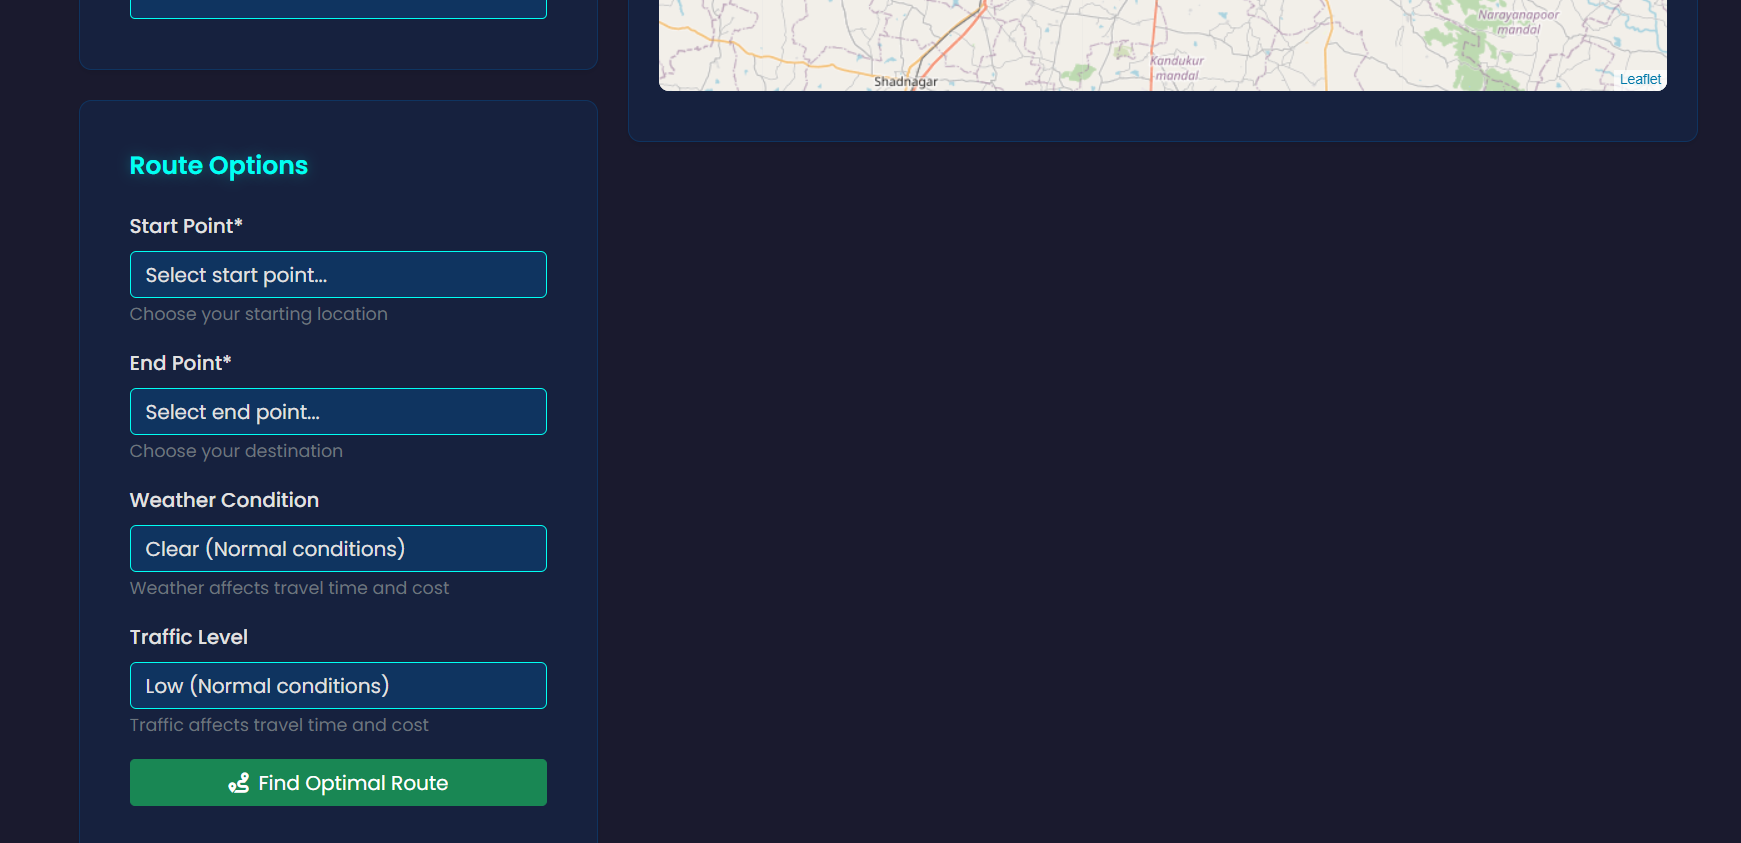 Narayanapoor
mandal
Kandukur
mandal
Shadnagar
Leaflet
Route Options
Start Point*
Select start point...
Choose your starting location
End Point*
Select end point...
Choose your destination
Weather Condition
Clear (Normal conditions)
Weather affects travel time and cost
Traffic Level
Low (Normal conditions)
Traffic affects travel time and cost
Find Optimal Route